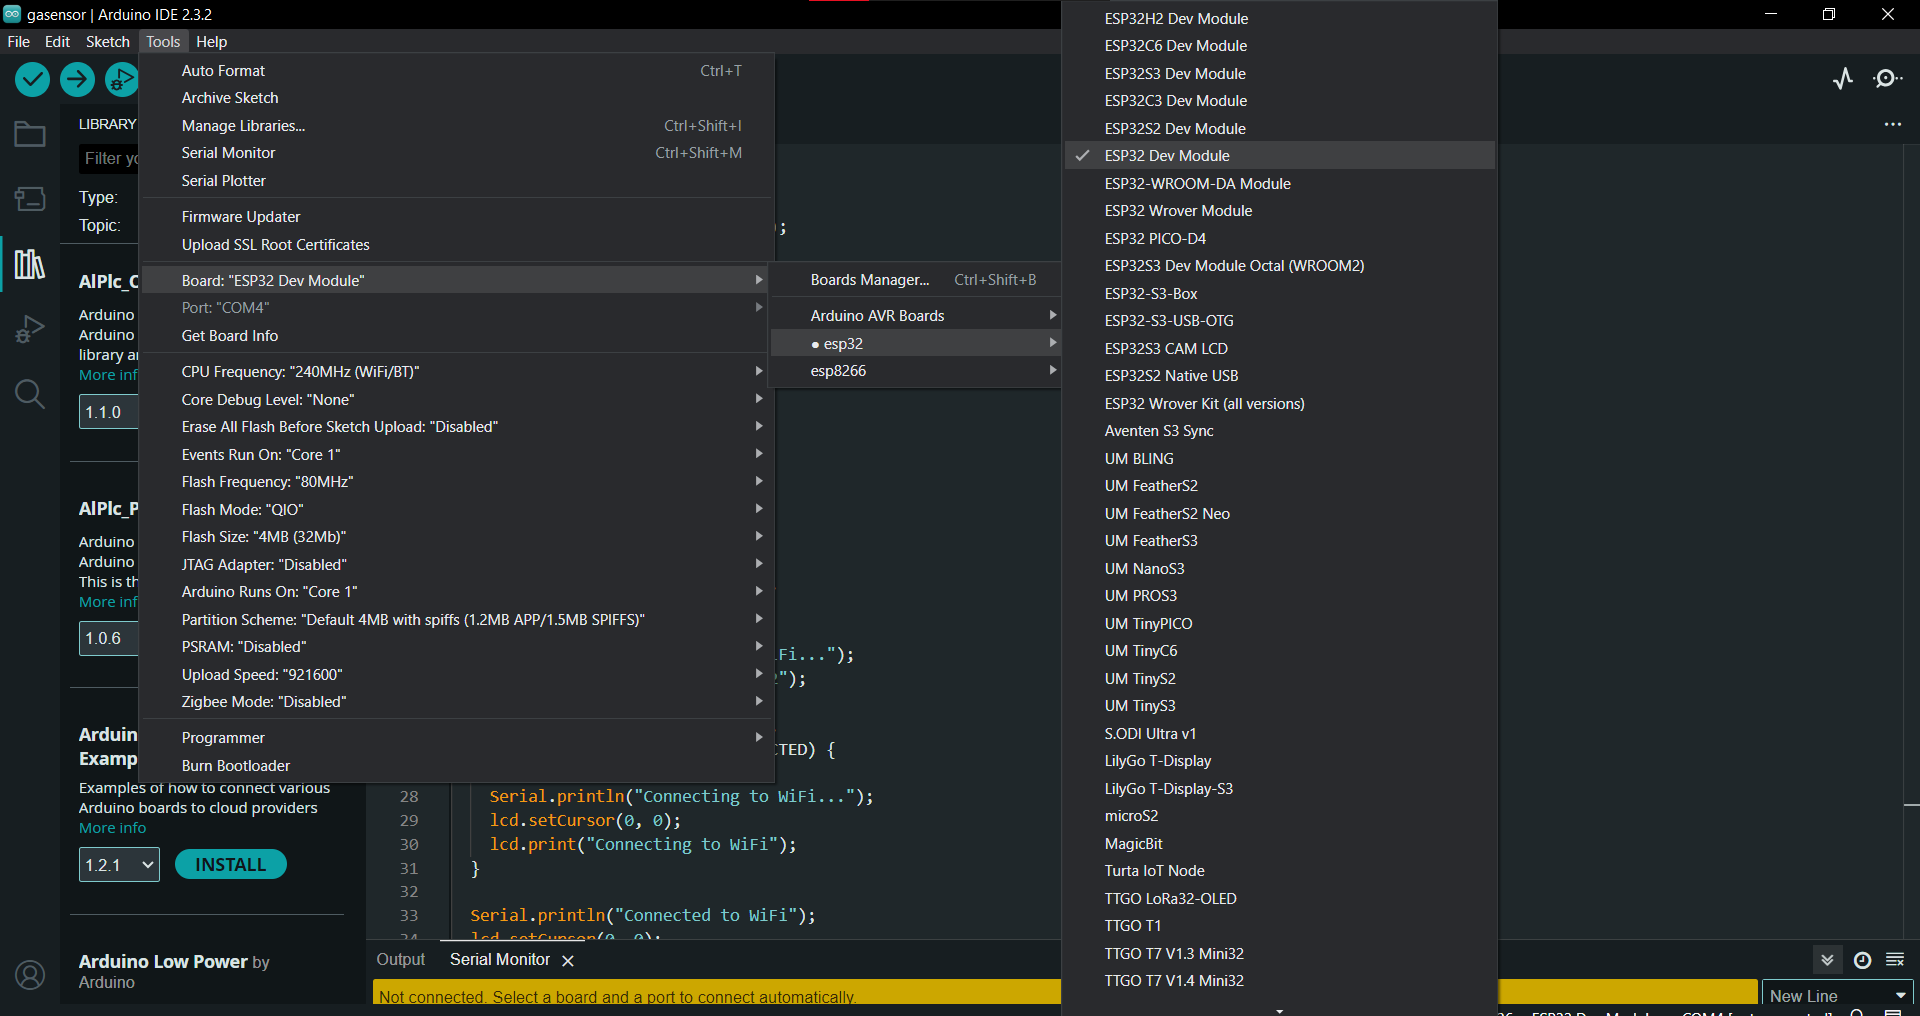 gasensor | Arduino IDE 2.3.2
File Edit Sketch Tools Help
Auto Format Ctrl+T
Archive Sketch
Manage Libraries... Ctrl+Shift+I
Serial Monitor Ctrl+Shift+M
Serial Plotter
Firmware Updater
Upload SSL Root Certificates
Board: "ESP32 Dev Module"
Port: "COM4"
Get Board Info
CPU Frequency: "240MHz (WiFi/BT)"
Core Debug Level: "None"
Erase All Flash Before Sketch Upload: "Disabled"
Events Run On: "Core 1"
Flash Frequency: "80MHz"
Flash Mode: "QIO"
Flash Size: "4MB (32Mb)"
JTAG Adapter: "Disabled"
Arduino Runs On: "Core 1"
Partition Scheme: "Default 4MB with spiffs (1.2MB APP/1.5MB SPIFFS)"
PSRAM: "Disabled"
Upload Speed: "921600"
Zigbee Mode: "Disabled"
Programmer
Burn Bootloader
Boards Manager... Ctrl+Shift+B
Arduino AVR Boards
• esp32
esp8266
ESP32H2 Dev Module
ESP32C6 Dev Module
ESP32S3 Dev Module
ESP32C3 Dev Module
ESP32S2 Dev Module
ESP32 Dev Module
ESP32-WROOM-DA Module
ESP32 Wrover Module
ESP32 PICO-D4
ESP32S3 Dev Module Octal (WROOM2)
ESP32-S3-Box
ESP32-S3-USB-OTG
ESP32S3 CAM LCD
ESP32S2 Native USB
ESP32 Wrover Kit (all versions)
Aventen S3 Sync
UM BLING
UM FeatherS2
UM FeatherS2 Neo
UM FeatherS3
UM NanoS3
UM PROS3
UM TinyPICO
UM TinyC6
UM TinyS2
UM TinyS3
S.ODI Ultra v1
LilyGo T-Display
LilyGo T-Display-S3
microS2
MagicBit
Turta IoT Node
TTGO LoRa32-OLED
TTGO T1
TTGO T7 V1.3 Mini32
TTGO T7 V1.4 Mini32
LIBRARY
Filter
Type:
Topic:
AIPlc_
Arduino
Arduino
library
More
1.1.0
AIPlc_P
Arduino
Arduino
This is
More
1.0.6
Arduin
Examp
Examples of how to connect various
Arduino boards to cloud providers
More info
1.2.1 INSTALL
Arduino Low Power by
Arduino
;
Fi...");
");
TED) {
28 Serial.println("Connecting to WiFi...");
29 lcd.setCursor(0, 0);
30 lcd.print("Connecting to WiFi");
31 }
32
33 Serial.println("Connected to WiFi");
34 lcd.setCursor(0, 0);
Output Serial Monitor
Not connected. Select a board and a port to connect automatically.
New Line